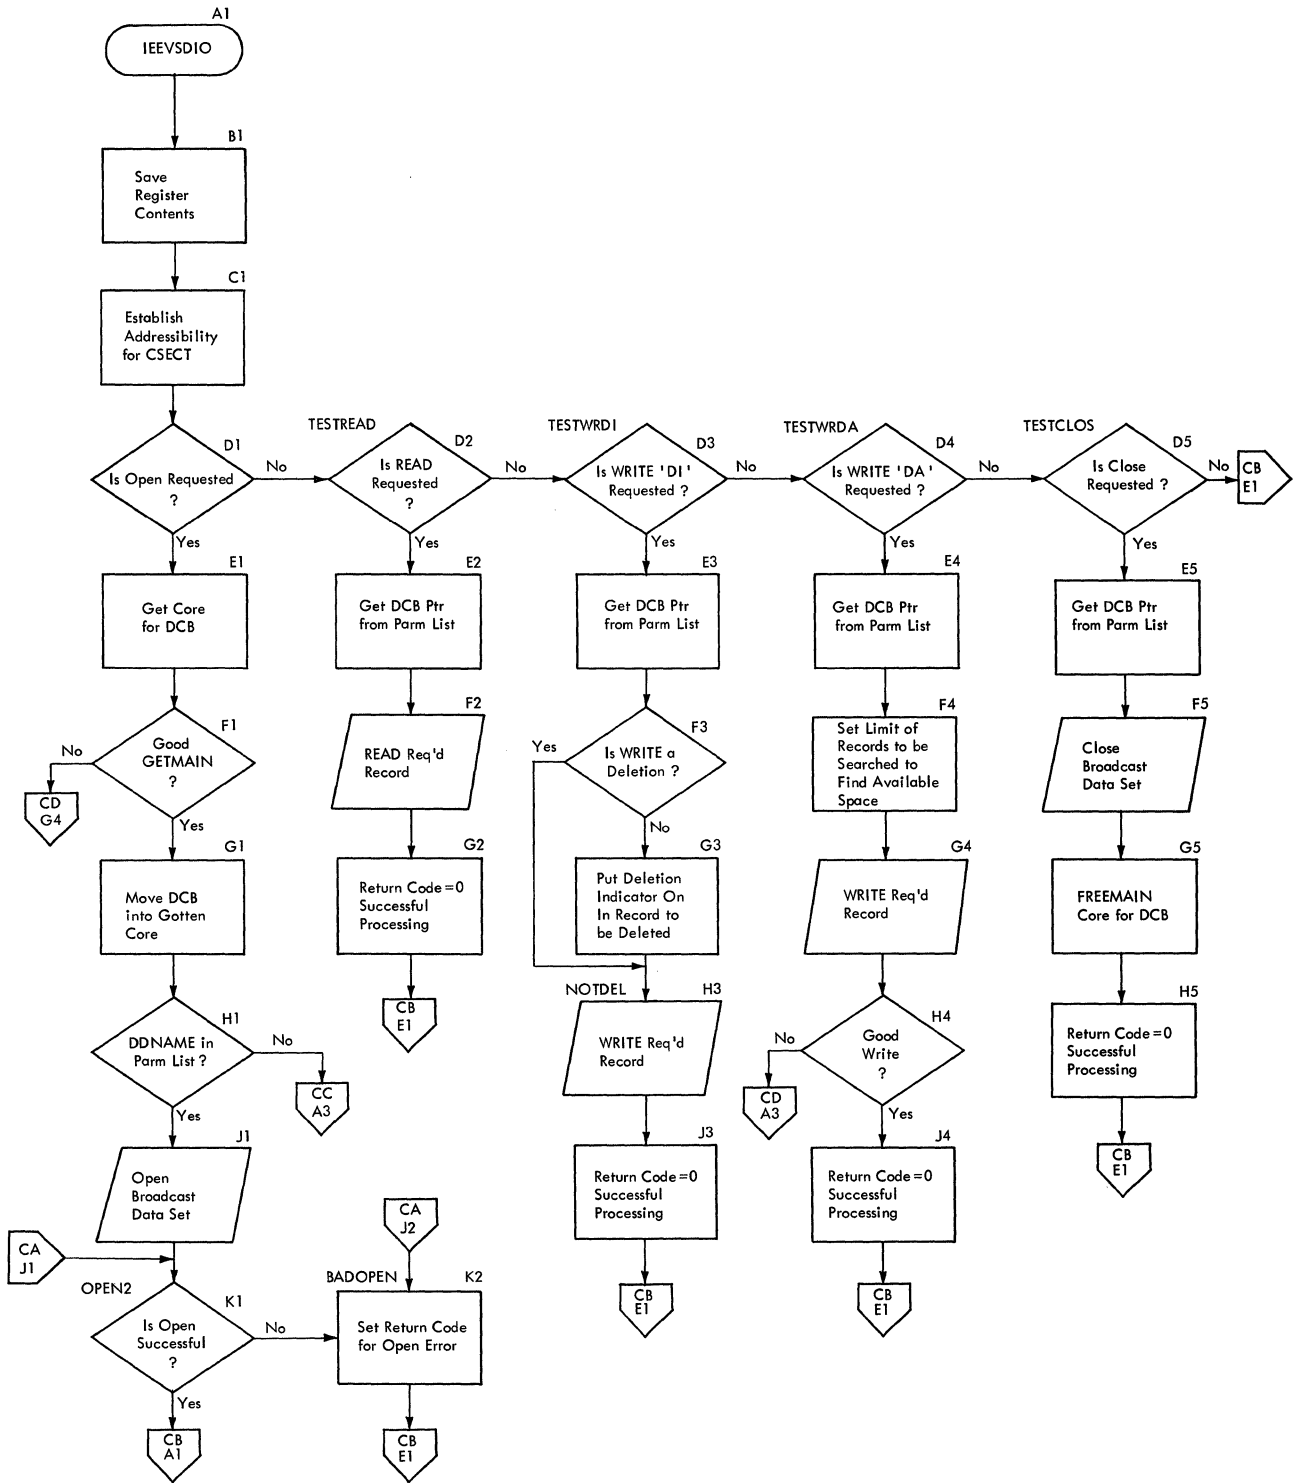 A1
IEEVSDIO
B1
Save
Register
Contents
C1
Establish
Addressibility
for CSECT
D1
Is Open Requested
?
No
Yes
TESTREAD
D2
Is READ
Requested
?
No
Yes
TESTWRDI
D3
Is WRITE 'DI'
Requested ?
No
Yes
TESTWRDA
D4
Is WRITE 'DA'
Requested ?
No
Yes
TESTCLOS
D5
Is Close
Requested ?
No
Yes
CB
E1
E1
Get Core
for DCB
E2
Get DCB Ptr
from Parm List
E3
Get DCB Ptr
from Parm List
E4
Get DCB Ptr
from Parm List
E5
Get DCB Ptr
from Parm List
F1
Good
GETMAIN
?
No
Yes
CD
G4
F2
READ Req'd
Record
F3
Is WRITE a
Deletion ?
Yes
No
F4
Set Limit of
Records to be
Searched to
Find Available
Space
F5
Close
Broadcast
Data Set
G1
Move DCB
into Gotten
Core
G2
Return Code=0
Successful
Processing
CB
E1
G3
Put Deletion
Indicator On
In Record to
be Deleted
G4
WRITE Req'd
Record
G5
FREEMAIN
Core for DCB
H1
DDNAME in
Parm List ?
No
Yes
CC
A3
NOTDEL
H3
WRITE Req'd
Record
H4
Good
Write
?
No
Yes
CD
A3
H5
Return Code=0
Successful
Processing
CB
E1
J1
Open
Broadcast
Data Set
J3
Return Code=0
Successful
Processing
CB
E1
J4
Return Code=0
Successful
Processing
CB
E1
CA
J1
OPEN2
K1
Is Open
Successful
?
No
Yes
CB
A1
CA
J2
BADOPEN
K2
Set Return Code
for Open Error
CB
E1